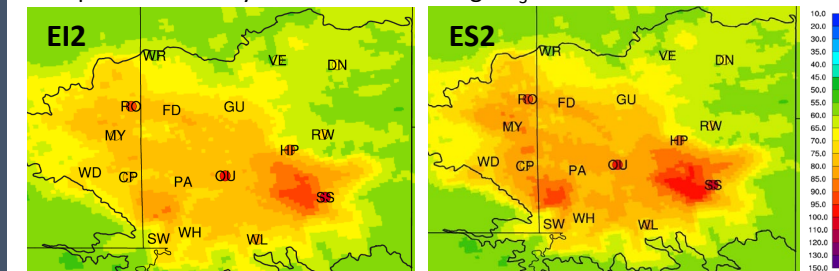 EI2
WR
VE
DN
RO
FD
GU
MY
RW
HP
WD
CP
PA
OU
SS
SW
WH
WL
ES2
WR
VE
DN
RO
FD
GU
MY
RW
HP
WD
CP
PA
OU
SS
SW
WH
WL
10.0
20.0
30.0
35.0
40.0
45.0
50.0
55.0
60.0
65.0
70.0
75.0
80.0
85.0
90.0
95.0
100.0
110.0
120.0
130.0
150.0